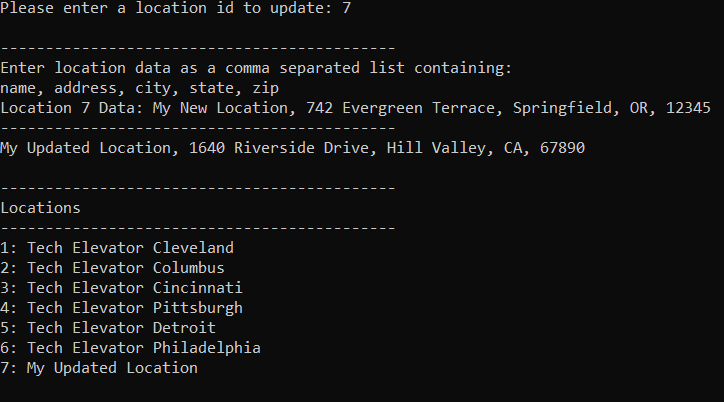 Please enter a location id to update: 7
--------------------------------------------
Enter location data as a comma separated list containing:
name, address, city, state, zip
Location 7 Data: My New Location, 742 Evergreen Terrace, Springfield, OR, 12345
--------------------------------------------
My Updated Location, 1640 Riverside Drive, Hill Valley, CA, 67890
--------------------------------------------
Locations
--------------------------------------------
1: Tech Elevator Cleveland
2: Tech Elevator Columbus
3: Tech Elevator Cincinnati
4: Tech Elevator Pittsburgh
5: Tech Elevator Detroit
6: Tech Elevator Philadelphia
7: My Updated Location